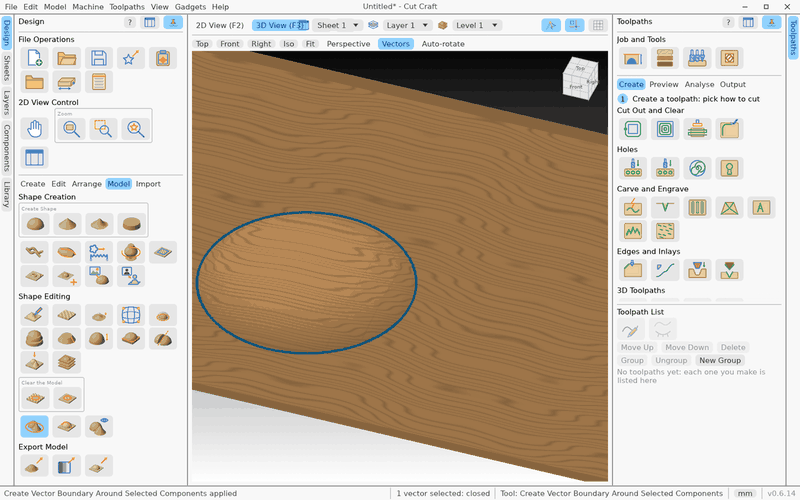 Untitled* - Cut Craft
File Edit Model Machine Toolpaths View Gadgets Help
Design
Sheets
Layers
Components
Library
Design ?
File Operations
2D View Control
Zoom
Create Edit Arrange Model Import
Shape Creation
Create Shape
Shape Editing
Clear the Model
Export Model
2D View (F2) 3D View (F3) Sheet 1 Layer 1 Level 1
Top Front Right Iso Fit Perspective Vectors Auto-rotate
Top
Front
Right
Toolpaths ?
Job and Tools
Create Preview Analyse Output
1 Create a toolpath: pick how to cut
Cut Out and Clear
Holes
Carve and Engrave
A
Edges and Inlays
3D Toolpaths
Toolpath List
Move Up Move Down Delete
Group Ungroup New Group
No toolpaths yet; each one you make is
listed here
Toolpaths
Create Vector Boundary Around Selected Components applied
1 vector selected: closed
Tool: Create Vector Boundary Around Selected Components
mm
v0.6.14